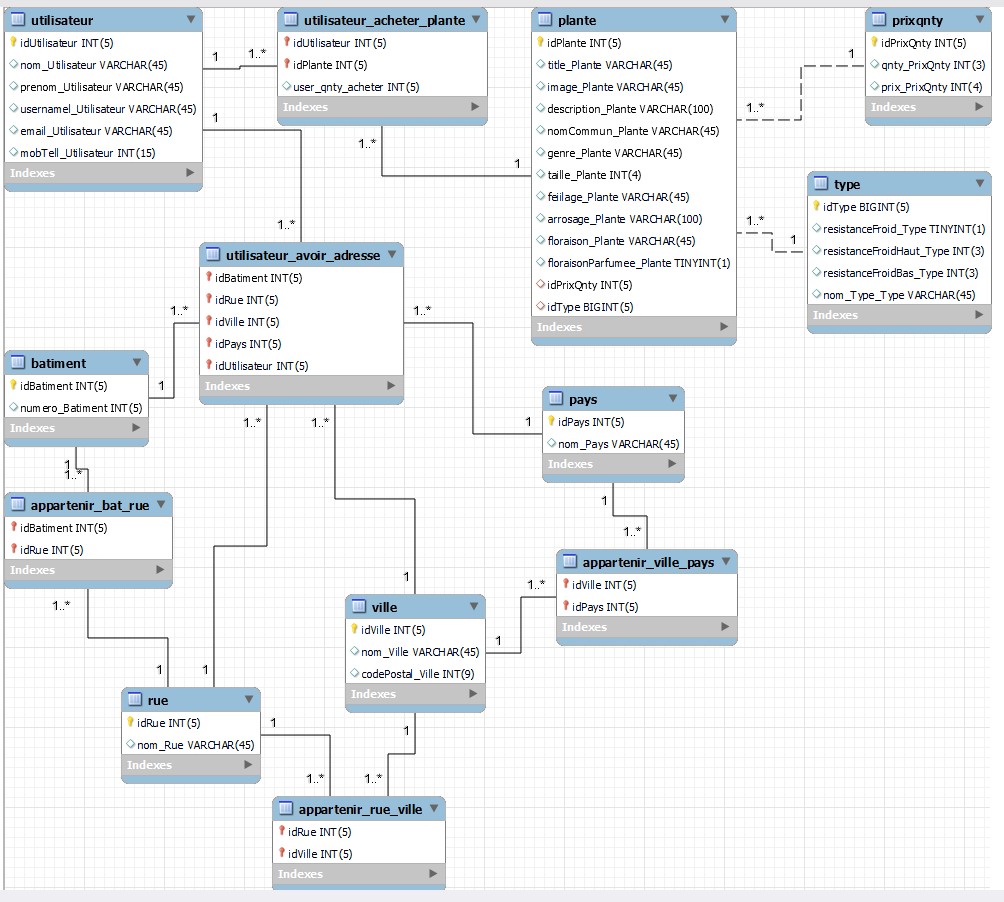 utilisateur
idUtilisateur INT(5)
nom_Utilisateur VARCHAR(45)
prenom_Utilisateur VARCHAR(45)
usernamel_Utilisateur VARCHAR(45)
email_Utilisateur VARCHAR(45)
mobTell_Utilisateur INT(15)
Indexes
1
1..*
utilisateur_acheter_plante
idUtilisateur INT(5)
idPlante INT(5)
user_qnty_acheter INT(5)
Indexes
1..*
1
plante
idPlante INT(5)
title_Plante VARCHAR(45)
image_Plante VARCHAR(45)
description_Plante VARCHAR(100)
nomCommun_Plante VARCHAR(45)
genre_Plante VARCHAR(45)
taille_Plante INT(4)
feiilage_Plante VARCHAR(45)
arrosage_Plante VARCHAR(100)
floraison_Plante VARCHAR(45)
floraisonParfumee_Plante TINYINT(1)
idPrixQnty INT(5)
idType BIGINT(5)
Indexes
1..*
1
prixqnty
idPrixQnty INT(5)
qnty_PrixQnty INT(3)
prix_PrixQnty INT(4)
Indexes
1..*
1
type
idType BIGINT(5)
resistanceFroid_Type TINYINT(1)
resistanceFroidHaut_Type INT(3)
resistanceFroidBas_Type INT(3)
nom_Type_Type VARCHAR(45)
Indexes
1
1..*
utilisateur_avoir_adresse
idBatiment INT(5)
idRue INT(5)
idVille INT(5)
idPays INT(5)
idUtilisateur INT(5)
Indexes
1..*
1
1..*
1
1..*
1..*
batiment
idBatiment INT(5)
numero_Batiment INT(5)
Indexes
1
1..*
pays
idPays INT(5)
nom_Pays VARCHAR(45)
Indexes
1
1..*
appartenir_bat_rue
idBatiment INT(5)
idRue INT(5)
Indexes
1..*
1
1
1
appartenir_ville_pays
idVille INT(5)
idPays INT(5)
Indexes
1..*
1
ville
idVille INT(5)
nom_Ville VARCHAR(45)
codePostal_Ville INT(9)
Indexes
1
1..*
rue
idRue INT(5)
nom_Rue VARCHAR(45)
Indexes
1
1..*
appartenir_rue_ville
idRue INT(5)
idVille INT(5)
Indexes